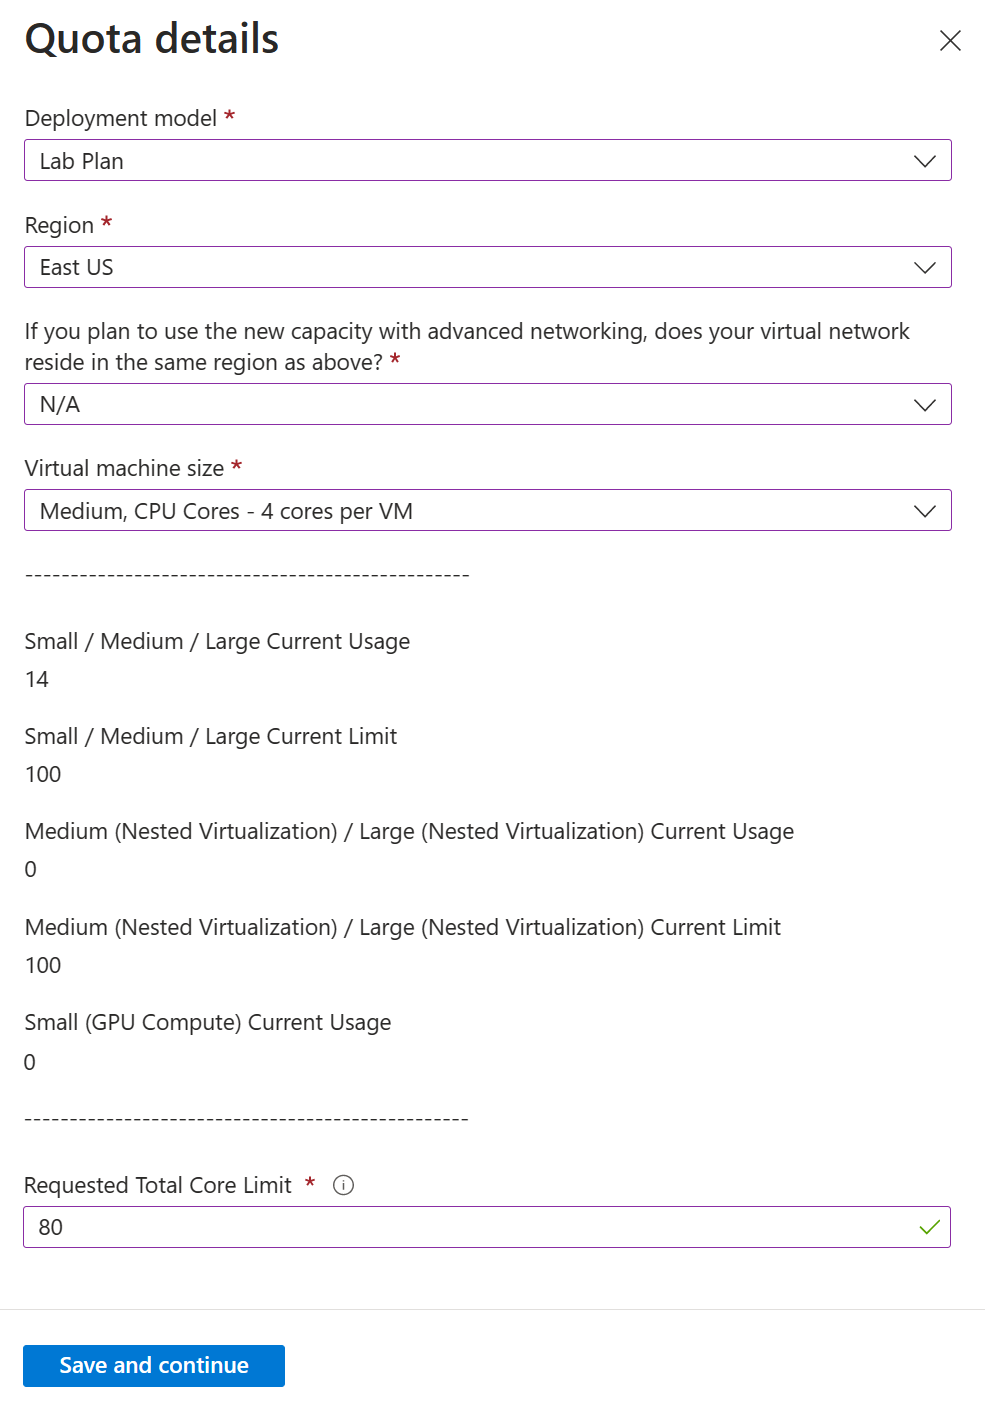 Quota details
Deployment model *
Lab Plan
Region *
East US
If you plan to use the new capacity with advanced networking, does your virtual network
reside in the same region as above? *
N/A
Virtual machine size *
Medium, CPU Cores - 4 cores per VM
-------------------------------------------------
Small / Medium / Large Current Usage
14
Small / Medium / Large Current Limit
100
Medium (Nested Virtualization) / Large (Nested Virtualization) Current Usage
0
Medium (Nested Virtualization) / Large (Nested Virtualization) Current Limit
100
Small (GPU Compute) Current Usage
0
-------------------------------------------------
Requested Total Core Limit *
80
Save and continue